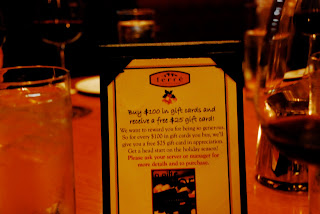 terra
Buy $100 in gift cards and
receive a free $25 gift card!
We want to reward you for being so generous.
So for every $100 in gift cards you buy, we'll
give you a free $25 gift card in appreciation.
Get a head start on the holiday season!
Please ask your server or manager for
more details and to purchase.